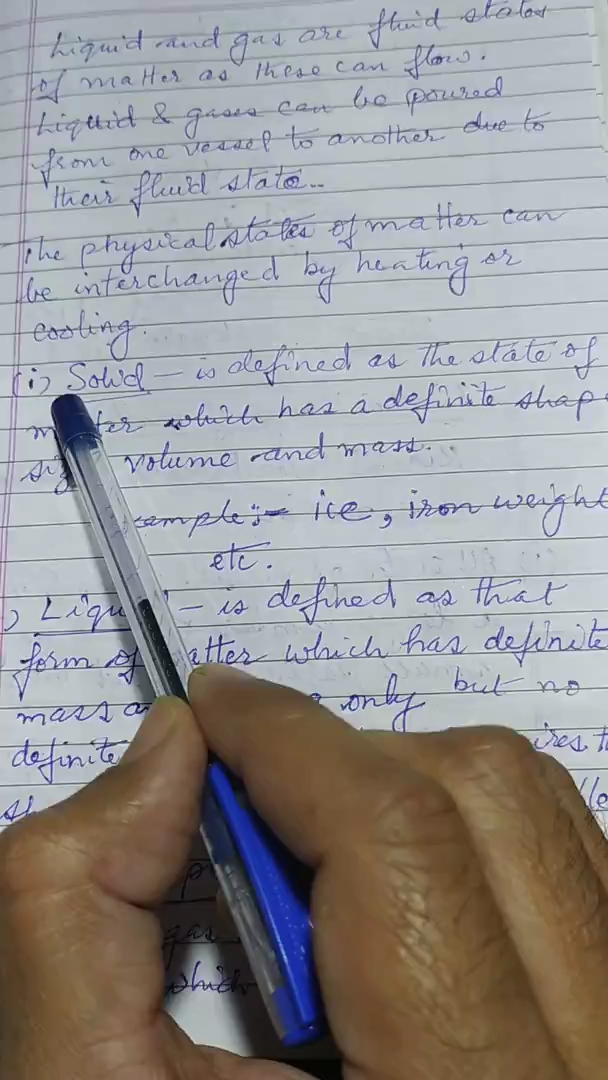 Liquid and gas are fluid states
of matter as these can flow.
Liquid & gases can be poured
from one vessel to another due to
their fluid state..
The physical states of matter can
be interchanged by heating or
cooling.
(i) Solid - is defined as the state of
which has a definite shap
volume and mass.
ice, iron weight
etc.
) - is defined as that
form of which has definite
mass only but no
definite
gas
which